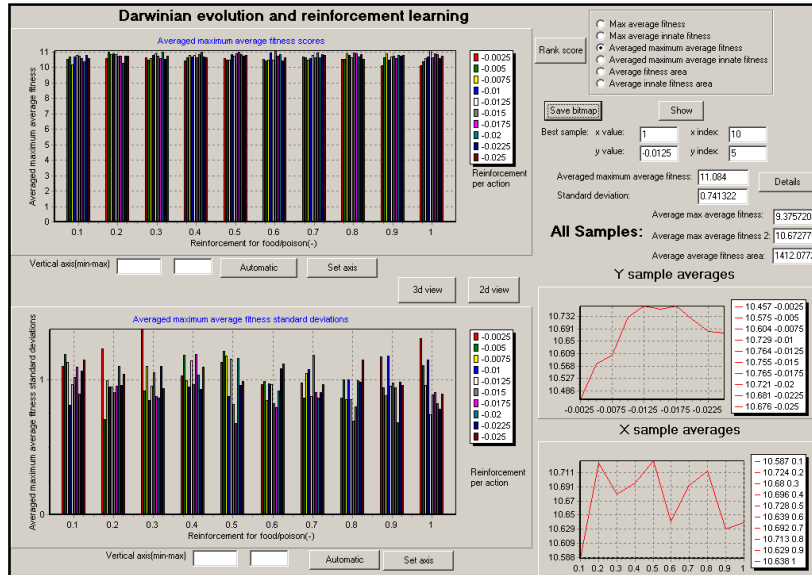 Darwinian evolution and reinforcement learning
Averaged maximum average fitness scores
Averaged maximum average fitness
11
10
9
8
7
6
5
4
3
2
1
0
0.1 0.2 0.3 0.4 0.5 0.6 0.7 0.8 0.9 1
Reinforcement for food/poison(-)
-0.0025
-0.005
-0.0075
-0.01
-0.0125
-0.015
-0.0175
-0.02
-0.0225
-0.025
Reinforcement
per action
Vertical axis(min-max)
Automatic
Set axis
3d view
2d view
Averaged maximum average fitness standard deviations
Averaged maximum average fitness standard deviations
1
0
0.1 0.2 0.3 0.4 0.5 0.6 0.7 0.8 0.9 1
Reinforcement for food/poison(-)
-0.0025
-0.005
-0.0075
-0.01
-0.0125
-0.015
-0.0175
-0.02
-0.0225
-0.025
Reinforcement
per action
Vertical axis(min-max)
Automatic
Set axis
Rank score
Max average fitness
Max average innate fitness
Averaged maximum average fitness
Averaged maximum average innate fitness
Average fitness area
Average innate fitness area
Save bitmap
Show
Best sample: x value: 1 x index: 10
y value: -0.0125 y index: 5
Averaged maximum average fitness: 11.084
Standard deviation: 0.741322
Details
All Samples:
Average max average fitness: 9.375720
Average max average fitness 2: 10.67277
Average average fitness area: 1412.0772
Y sample averages
10.732
10.691
10.65
10.609
10.568
10.527
10.486
-0.0025 -0.0075 -0.0125 -0.0175 -0.0225
10.457 -0.0025
10.575 -0.005
10.604 -0.0075
10.729 -0.01
10.764 -0.0125
10.755 -0.015
10.765 -0.0175
10.721 -0.02
10.681 -0.0225
10.676 -0.025
X sample averages
10.711
10.691
10.67
10.65
10.629
10.609
10.588
0.1 0.2 0.3 0.4 0.5 0.6 0.7 0.8 0.9 1
10.587 0.1
10.724 0.2
10.68 0.3
10.696 0.4
10.728 0.5
10.639 0.6
10.692 0.7
10.713 0.8
10.629 0.9
10.638 1